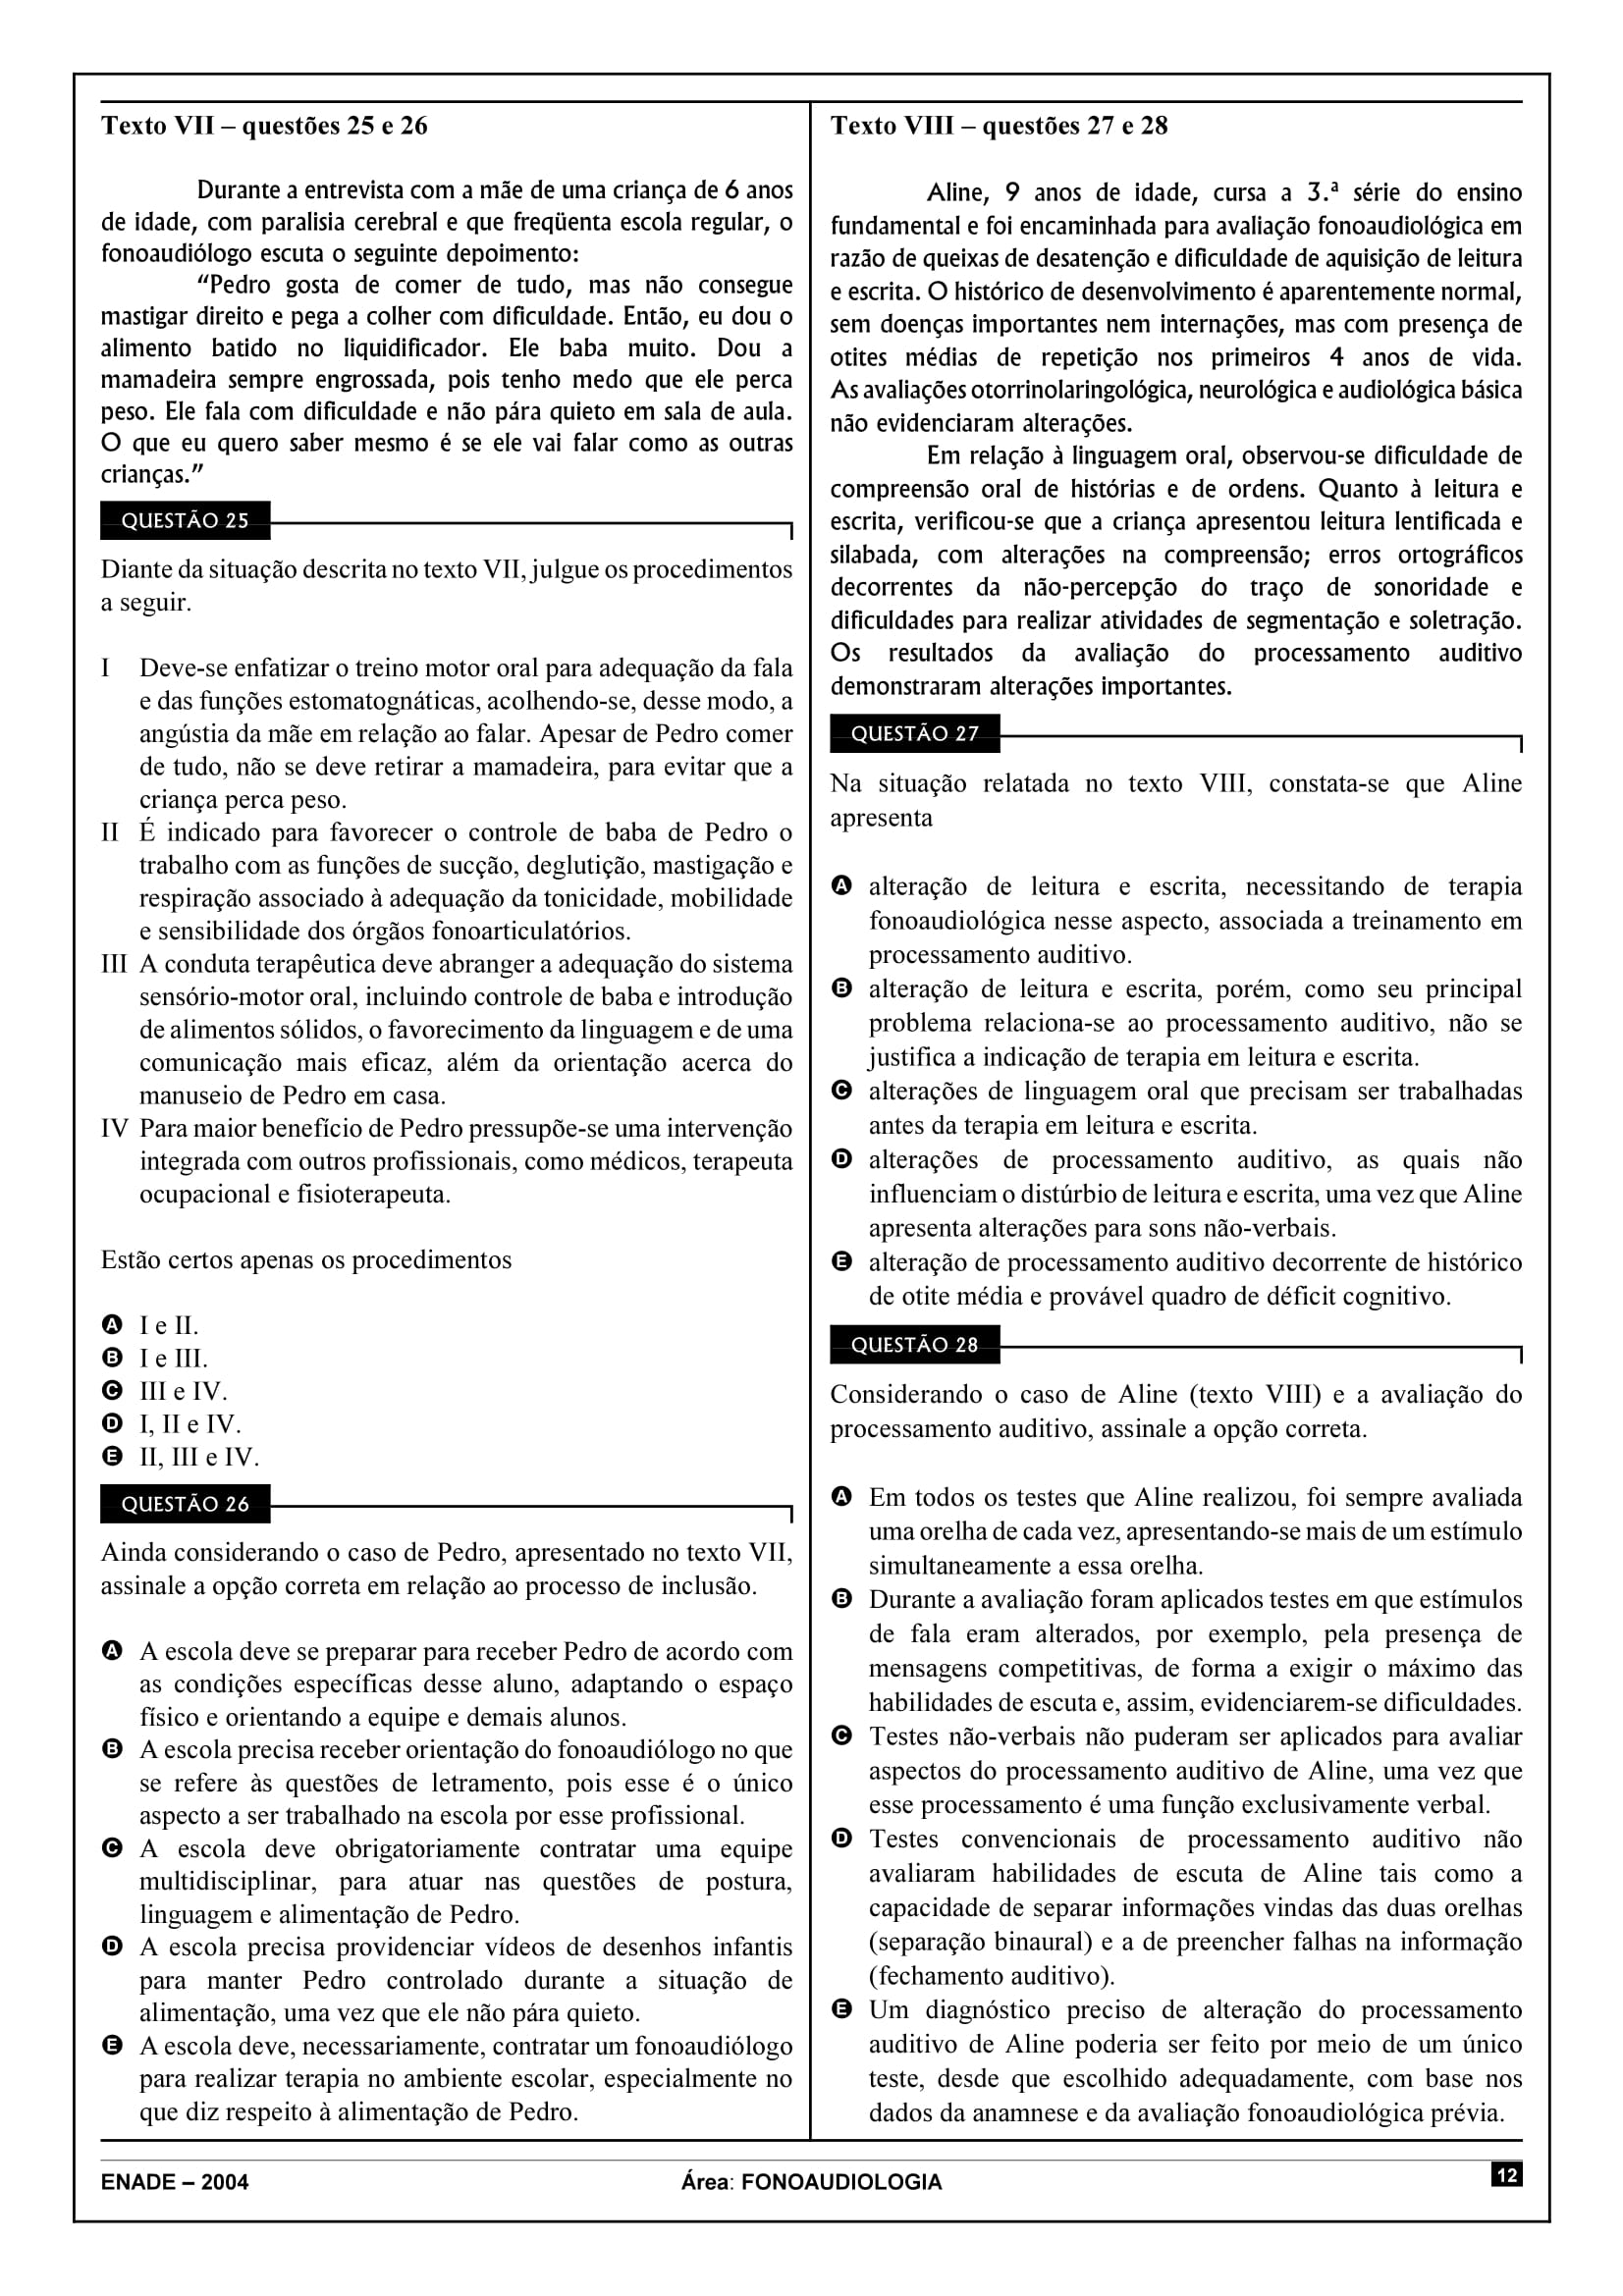 Texto VII – questões 25 e 26
Durante a entrevista com a mãe de uma criança de 6 anos
de idade, com paralisia cerebral e que freqüenta escola regular, o
fonoaudiólogo escuta o seguinte depoimento:
“Pedro gosta de comer de tudo, mas não consegue
mastigar direito e pega a colher com dificuldade. Então, eu dou o
alimento batido no liquidificador. Ele baba muito. Dou a
mamadeira sempre engrossada, pois tenho medo que ele perca
peso. Ele fala com dificuldade e não pára quieto em sala de aula.
O que eu quero saber mesmo é se ele vai falar como as outras
crianças.”
QUESTÃO 25
Diante da situação descrita no texto VII, julgue os procedimentos
a seguir.
I Deve-se enfatizar o treino motor oral para adequação da fala
e das funções estomatognáticas, acolhendo-se, desse modo, a
angústia da mãe em relação ao falar. Apesar de Pedro comer
de tudo, não se deve retirar a mamadeira, para evitar que a
criança perca peso.
II É indicado para favorecer o controle de baba de Pedro o
trabalho com as funções de sucção, deglutição, mastigação e
respiração associado à adequação da tonicidade, mobilidade
e sensibilidade dos órgãos fonoarticulatórios.
III A conduta terapêutica deve abranger a adequação do sistema
sensório-motor oral, incluindo controle de baba e introdução
de alimentos sólidos, o favorecimento da linguagem e de uma
comunicação mais eficaz, além da orientação acerca do
manuseio de Pedro em casa.
IV Para maior benefício de Pedro pressupõe-se uma intervenção
integrada com outros profissionais, como médicos, terapeuta
ocupacional e fisioterapeuta.
Estão certos apenas os procedimentos
A I e II.
B I e III.
C III e IV.
D I, II e IV.
E II, III e IV.
QUESTÃO 26
Ainda considerando o caso de Pedro, apresentado no texto VII,
assinale a opção correta em relação ao processo de inclusão.
A A escola deve se preparar para receber Pedro de acordo com
as condições específicas desse aluno, adaptando o espaço
físico e orientando a equipe e demais alunos.
B A escola precisa receber orientação do fonoaudiólogo no que
se refere às questões de letramento, pois esse é o único
aspecto a ser trabalhado na escola por esse profissional.
C A escola deve obrigatoriamente contratar uma equipe
multidisciplinar, para atuar nas questões de postura,
linguagem e alimentação de Pedro.
D A escola precisa providenciar vídeos de desenhos infantis
para manter Pedro controlado durante a situação de
alimentação, uma vez que ele não pára quieto.
E A escola deve, necessariamente, contratar um fonoaudiólogo
para realizar terapia no ambiente escolar, especialmente no
que diz respeito à alimentação de Pedro.
Texto VIII – questões 27 e 28
Aline, 9 anos de idade, cursa a 3.ª série do ensino
fundamental e foi encaminhada para avaliação fonoaudiológica em
razão de queixas de desatenção e dificuldade de aquisição de leitura
e escrita. O histórico de desenvolvimento é aparentemente normal,
sem doenças importantes nem internações, mas com presença de
otites médias de repetição nos primeiros 4 anos de vida.
As avaliações otorrinolaringológica, neurológica e audiológica básica
não evidenciaram alterações.
Em relação à linguagem oral, observou-se dificuldade de
compreensão oral de histórias e de ordens. Quanto à leitura e
escrita, verificou-se que a criança apresentou leitura lentificada e
silabada, com alterações na compreensão; erros ortográficos
decorrentes da não-percepção do traço de sonoridade e
dificuldades para realizar atividades de segmentação e soletração.
Os resultados da avaliação do processamento auditivo
demonstraram alterações importantes.
QUESTÃO 27
Na situação relatada no texto VIII, constata-se que Aline
apresenta
A alteração de leitura e escrita, necessitando de terapia
fonoaudiológica nesse aspecto, associada a treinamento em
processamento auditivo.
B alteração de leitura e escrita, porém, como seu principal
problema relaciona-se ao processamento auditivo, não se
justifica a indicação de terapia em leitura e escrita.
C alterações de linguagem oral que precisam ser trabalhadas
antes da terapia em leitura e escrita.
D alterações de processamento auditivo, as quais não
influenciam o distúrbio de leitura e escrita, uma vez que Aline
apresenta alterações para sons não-verbais.
E alteração de processamento auditivo decorrente de histórico
de otite média e provável quadro de déficit cognitivo.
QUESTÃO 28
Considerando o caso de Aline (texto VIII) e a avaliação do
processamento auditivo, assinale a opção correta.
A Em todos os testes que Aline realizou, foi sempre avaliada
uma orelha de cada vez, apresentando-se mais de um estímulo
simultaneamente a essa orelha.
B Durante a avaliação foram aplicados testes em que estímulos
de fala eram alterados, por exemplo, pela presença de
mensagens competitivas, de forma a exigir o máximo das
habilidades de escuta e, assim, evidenciarem-se dificuldades.
C Testes não-verbais não puderam ser aplicados para avaliar
aspectos do processamento auditivo de Aline, uma vez que
esse processamento é uma função exclusivamente verbal.
D Testes convencionais de processamento auditivo não
avaliaram habilidades de escuta de Aline tais como a
capacidade de separar informações vindas das duas orelhas
(separação binaural) e a de preencher falhas na informação
(fechamento auditivo).
E Um diagnóstico preciso de alteração do processamento
auditivo de Aline poderia ser feito por meio de um único
teste, desde que escolhido adequadamente, com base nos
dados da anamnese e da avaliação fonoaudiológica prévia.
ENADE – 2004
Área: FONOAUDIOLOGIA
12